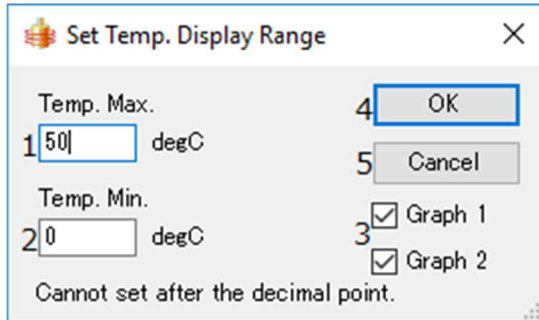 Set Temp. Display Range
Temp. Max.
1 50 degC
4 OK
5 Cancel
Temp. Min.
2 0 degC
3 Graph 1
Graph 2
Cannot set after the decimal point.